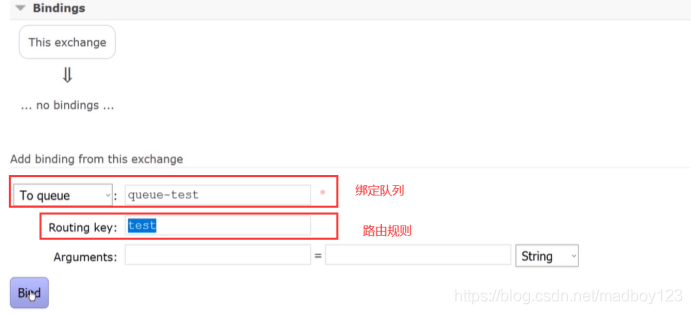 Bindings
This exchange
⇓
... no bindings ...
Add binding from this exchange
To queue : queue-test * 绑定队列
Routing key: test 路由规则
Arguments: = String
Bind
https://blog.csdn.net/madboy123